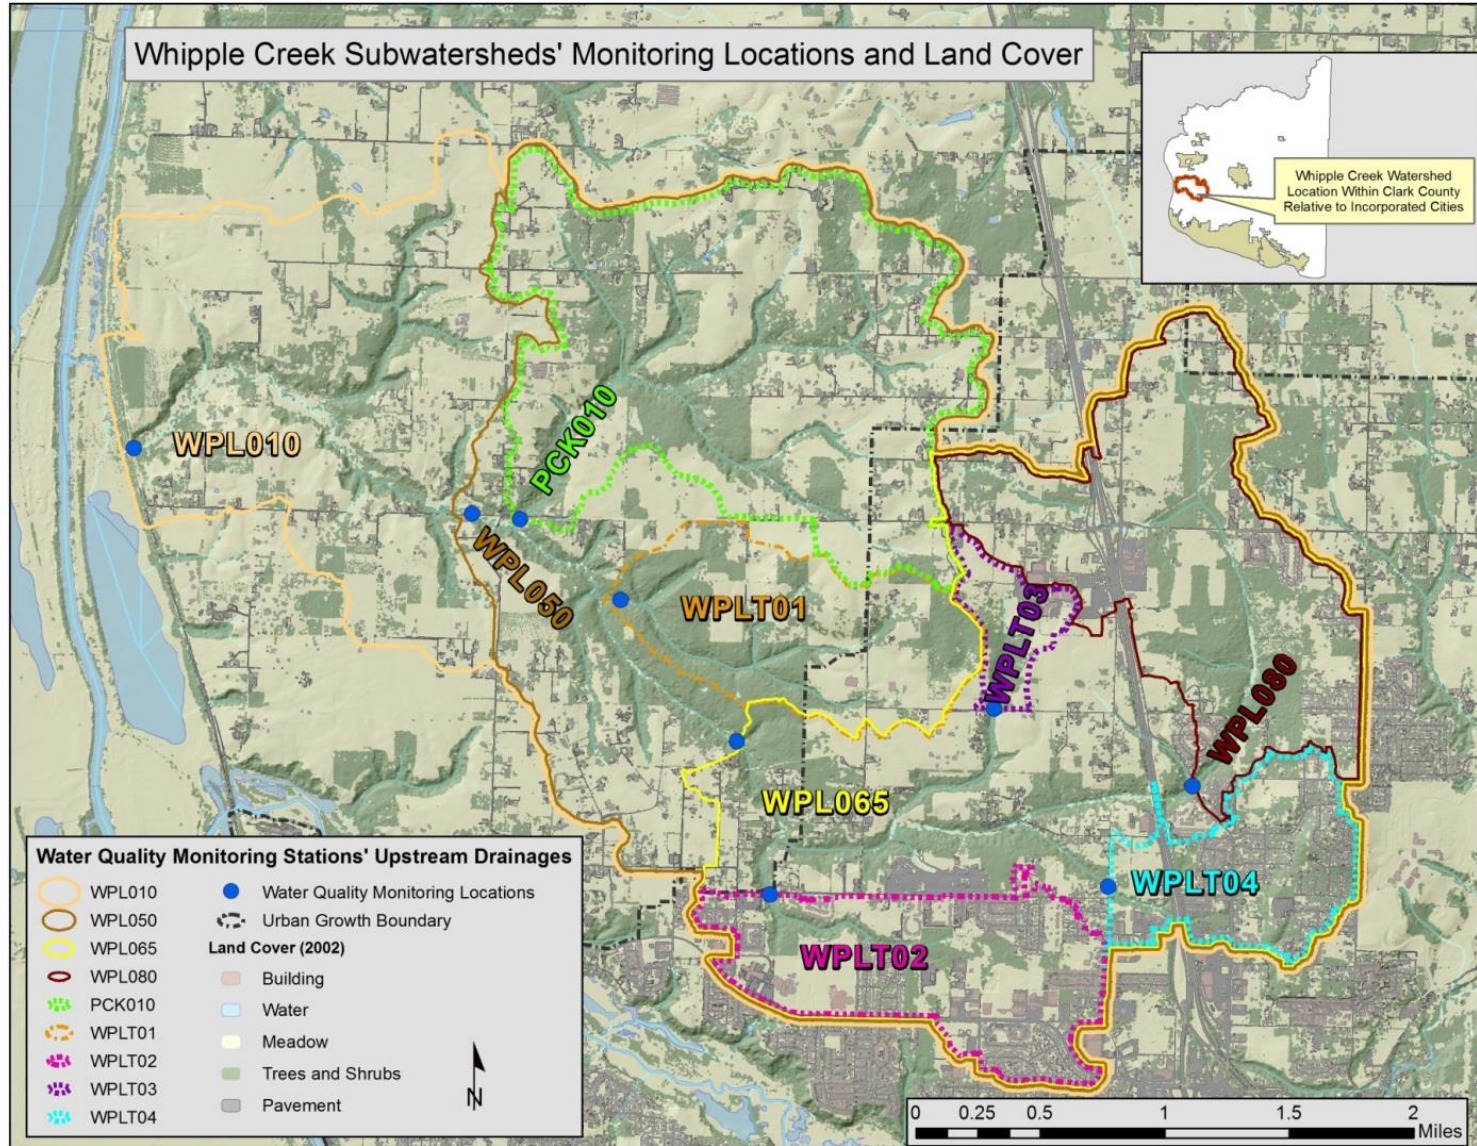 Whipple Creek Subwatersheds' Monitoring Locations and Land Cover
Whipple Creek Watershed
Location Within Clark County
Relative to Incorporated Cities
WPL010
PCK010
WPL050
WPLT01
WPLT03
WPL080
WPL065
WPLT04
WPLT02
Water Quality Monitoring Stations' Upstream Drainages
WPL010
WPL050
WPL065
WPL080
PCK010
WPLT01
WPLT02
WPLT03
WPLT04
Water Quality Monitoring Locations
Urban Growth Boundary
Land Cover (2002)
Building
Water
Meadow
Trees and Shrubs
Pavement
N
0 0.25 0.5 1 1.5 2
Miles